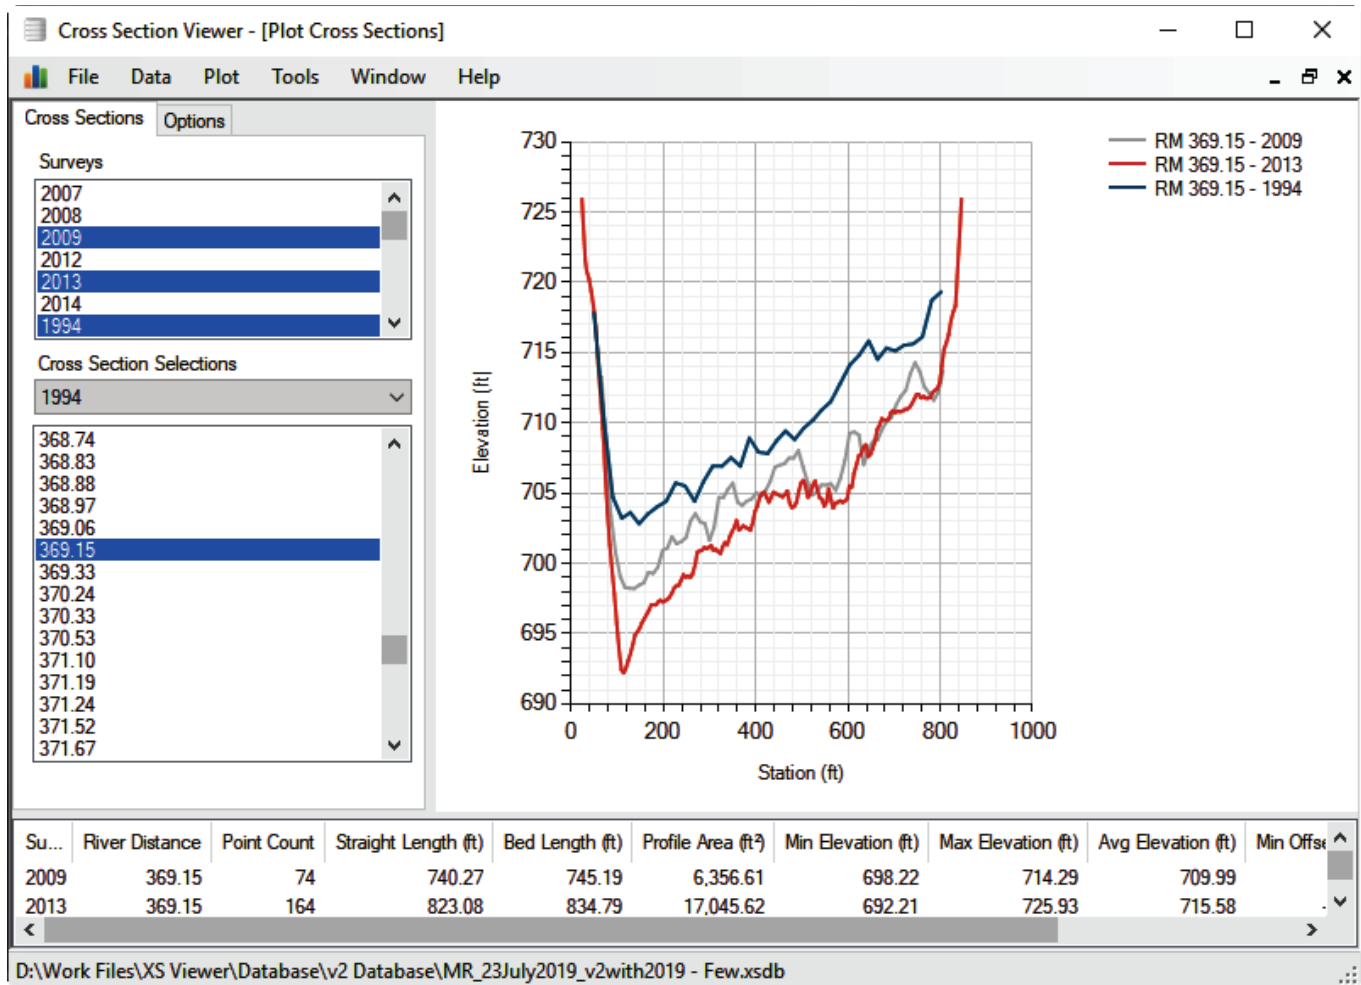 Cross Section Viewer - [Plot Cross Sections]
File Data Plot Tools Window Help
Cross Sections Options
Surveys
2007
2008
2009
2012
2013
2014
1994
Cross Section Selections
1994
368.74
368.83
368.88
368.97
369.06
369.15
369.33
370.24
370.33
370.53
371.10
371.19
371.24
371.52
371.67
730
725
720
715
710
705
700
695
690
Elevation (ft)
0 200 400 600 800 1000
Station (ft)
RM 369.15 - 2009
RM 369.15 - 2013
RM 369.15 - 1994
Su... River Distance Point Count Straight Length (ft) Bed Length (ft) Profile Area (ft²) Min Elevation (ft) Max Elevation (ft) Avg Elevation (ft) Min Offse
2009 369.15 74 740.27 745.19 6,356.61 698.22 714.29 709.99
2013 369.15 164 823.08 834.79 17,045.62 692.21 725.93 715.58 -
D:\Work Files\XS Viewer\Database\v2 Database\MR_23July2019_v2with2019 - Few.xsdb